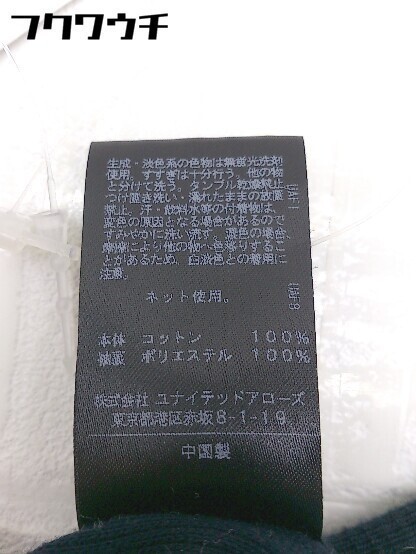 フクワウチ
生成・淡色系の色物は無蛍光洗剤
使用。すすぎは十分行う。他の物
と分けて洗う。タンブル乾燥禁止
つけ置き洗い・濡れたままの放置
禁止。汗・飲料水等の付着物は、
変色の原因となる場合があるので
すみやかに洗い流す。濃色の場合、
摩擦により他の物へ色移りするこ
とがあるため、白淡色との着用に
注意。
ネット使用。
本体 コットン 100%
袖裏 ポリエステル 100%
株式会社 ユナイテッドアローズ
東京都港区赤坂8-1-19
中国製